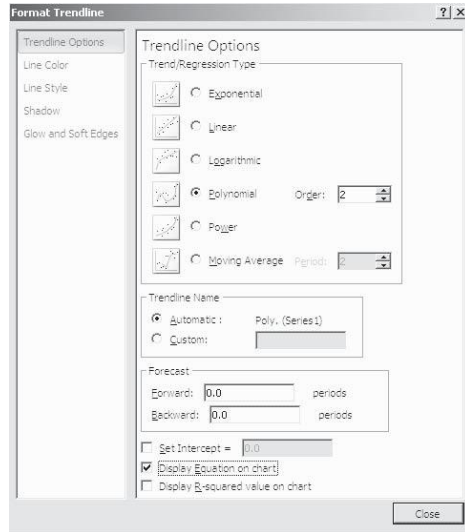 Format Trendline
? x
Trendline Options
Line Color
Line Style
Shadow
Glow and Soft Edges
Trendline Options
Trend/Regression Type
Exponential
Linear
Logarithmic
Polynomial Order: 2
Power
Moving Average Period: 2
Trendline Name
Automatic : Poly. (Series1)
Custom:
Forecast
Forward: 0.0 periods
Backward: 0.0 periods
Set Intercept = 0.0
Display Equation on chart
Display R-squared value on chart
Close